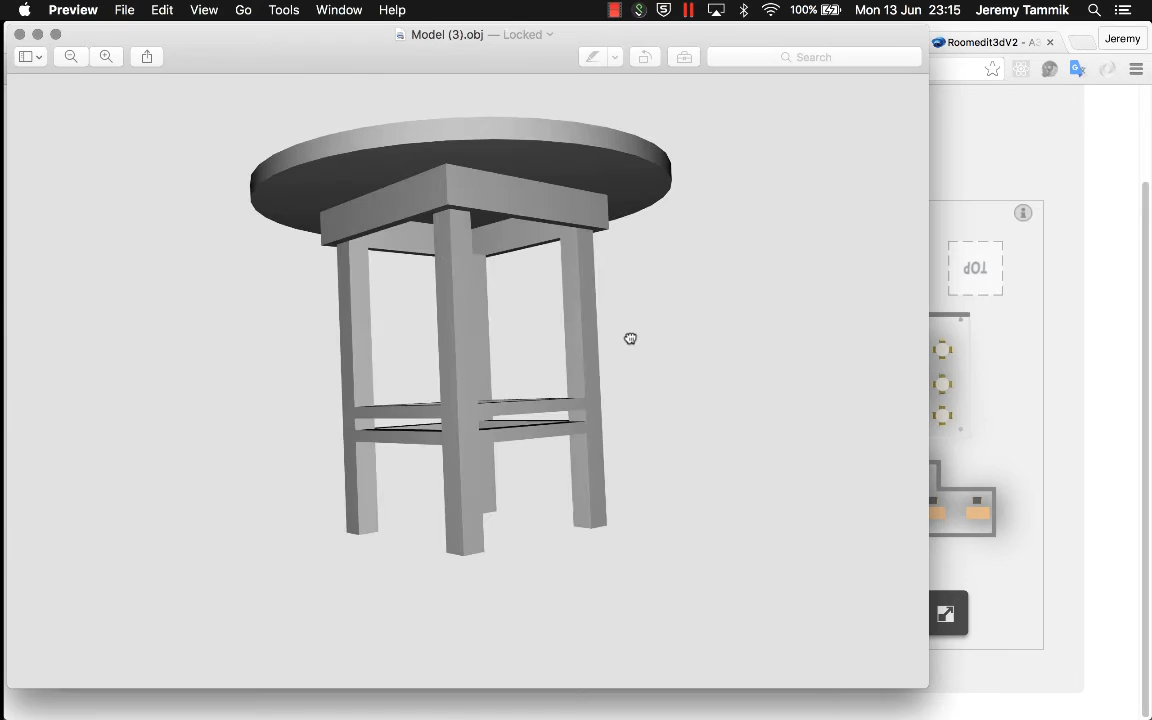 Preview File Edit View Go Tools Window Help 100% Mon 13 Jun 23:15 Jeremy Tammik
Model (3).obj — Locked
Roomedit3dV2 - A3
Jeremy
Search
TOP